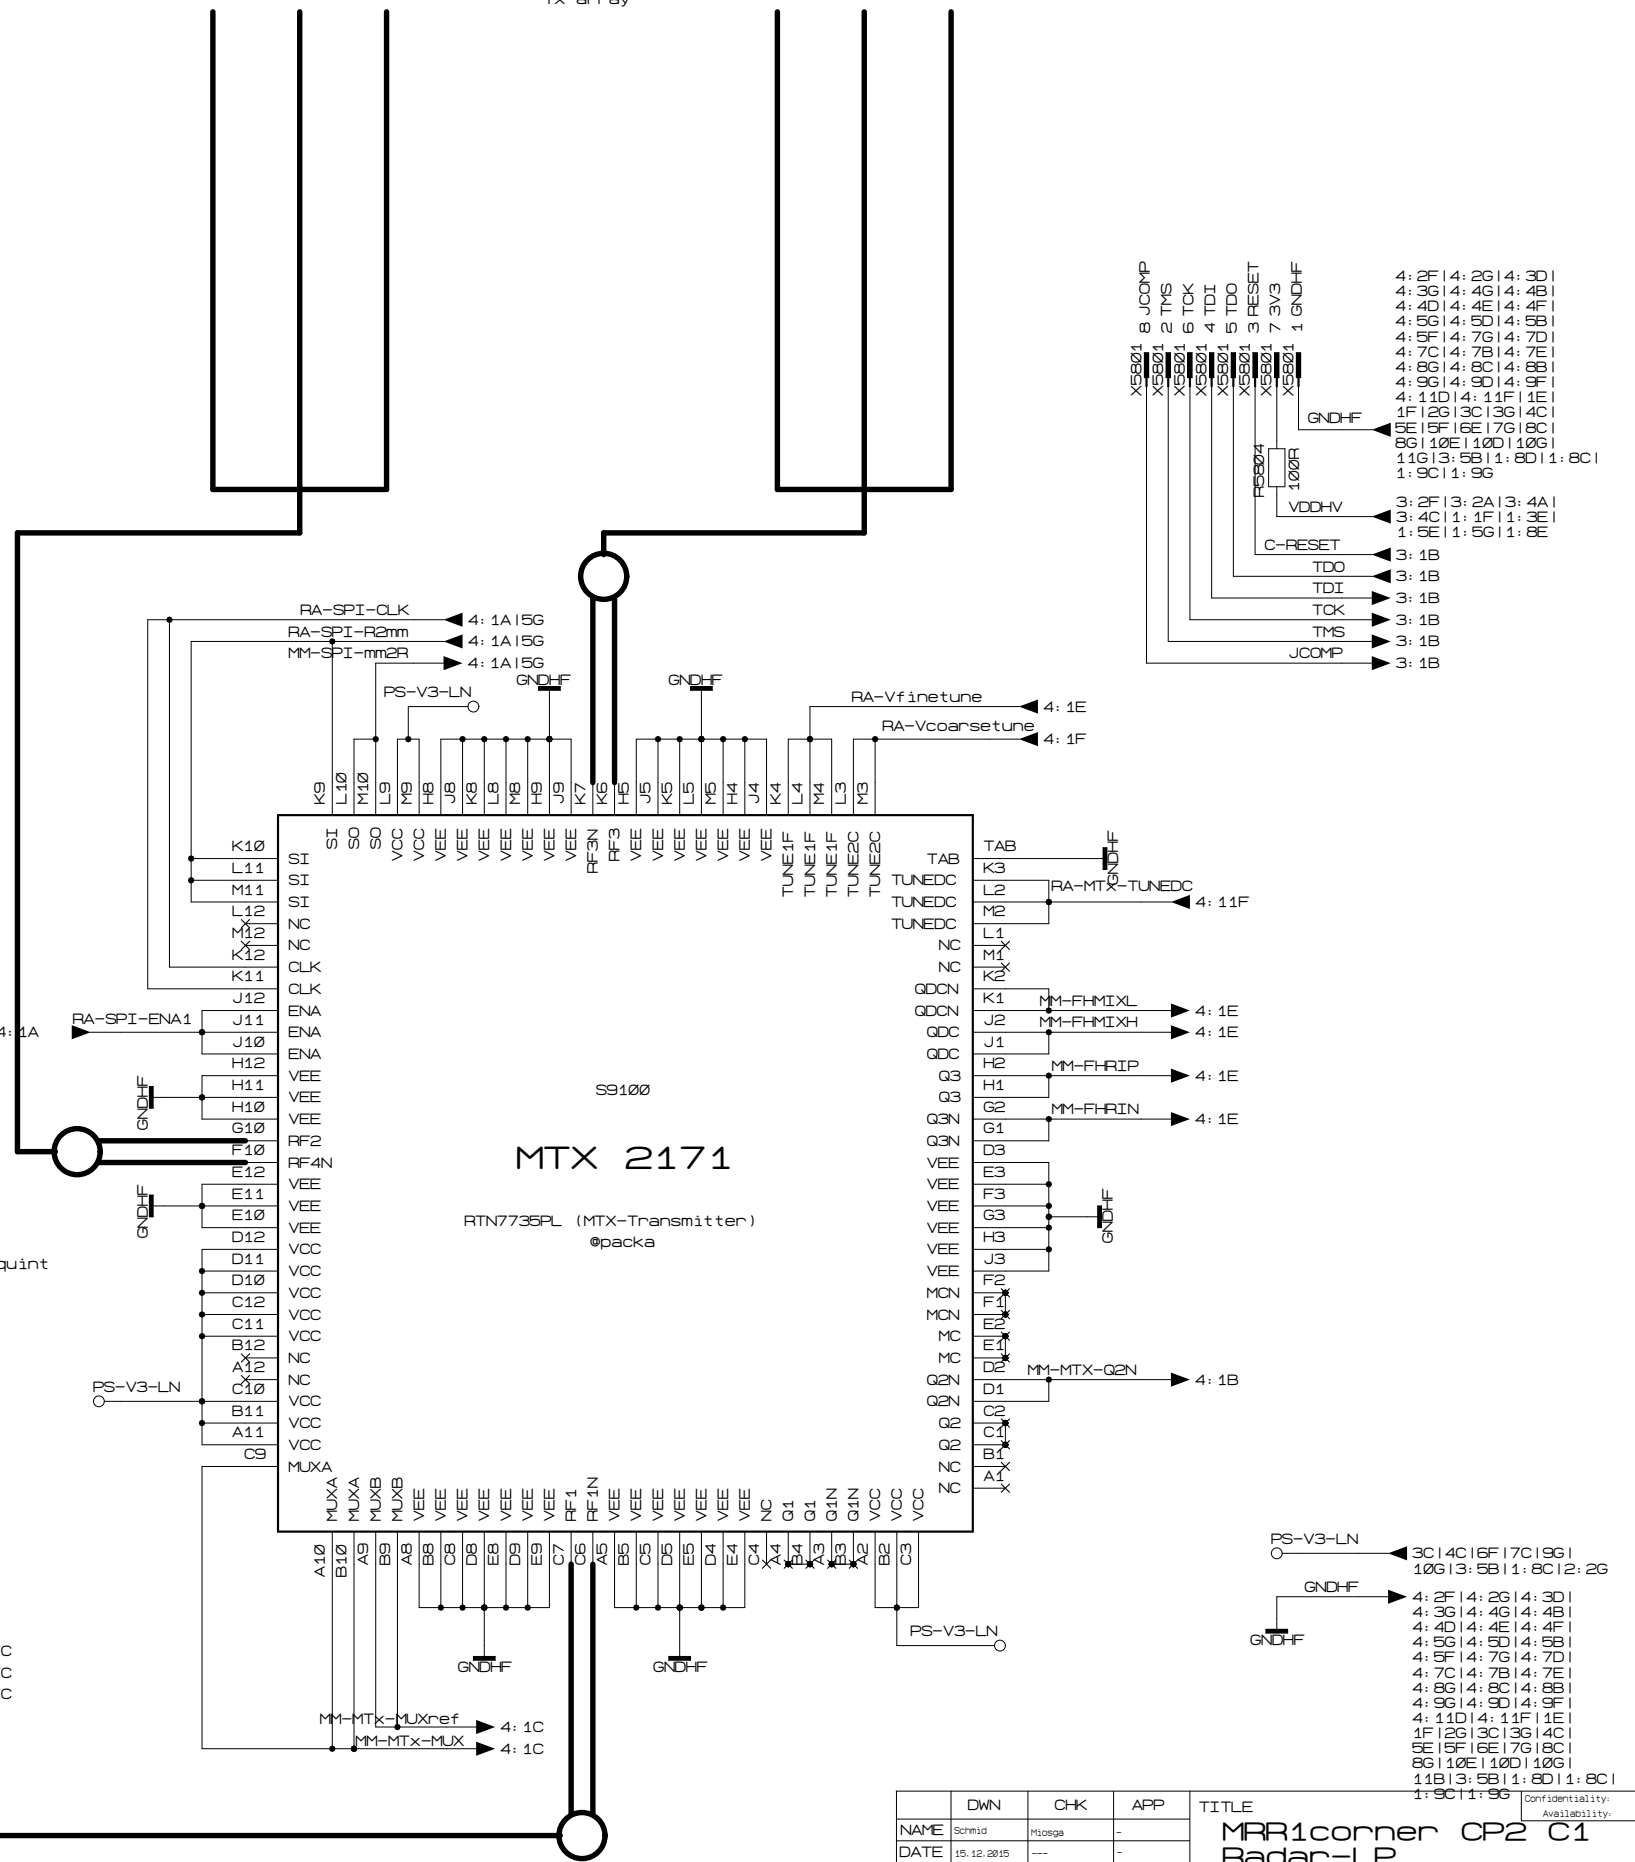 Tx array
X5801 8 JCOMP
X5801 2 TMS
X5801 6 TCK
X5801 4 TDI
X5801 5 TDO
X5801 3 RESET
X5801 7 3V3
X5801 1 GNDHF
4:2F|4:2G|4:3D|
4:3G|4:4G|4:4B|
4:4D|4:4E|4:4F|
4:5G|4:5D|4:5B|
4:5F|4:7G|4:7D|
4:7C|4:7B|4:7E|
4:8G|4:8C|4:8B|
4:9G|4:9D|4:9F|
4:11D|4:11F|1E|
1F|2G|3C|3G|4C|
GNDHF
5E|5F|6E|7G|8C|
8G|10E|10D|10G|
11G|3:5B|1:8D|1:8C|
1:9C|1:9G
R5804
100R
3:2F|3:2A|3:4A|
VDDHV
3:4C|1:1F|1:3E|
1:5E|1:5G|1:8E
C-RESET 3:1B
TDO 3:1B
TDI 3:1B
TCK 3:1B
TMS 3:1B
JCOMP 3:1B
RA-SPI-CLK 4:1A|5G
RA-SPI-R2mm 4:1A|5G
MM-SPI-mm2R 4:1A|5G
PS-V3-LN
GNDHF
GNDHF
RA-Vfinetune 4:1E
RA-Vcoarsetune 4:1F
K9 L10 M10 L9 M9 H8 J8 K8 L8 M8 H9 J9 K7 K6 H5 J5 K5 L5 M5 H4 J4 K4 L4 M4 L3 M3
SI SO SO VCC VCC VEE VEE VEE VEE VEE VEE VEE RF3N RF3 VEE VEE VEE VEE VEE VEE VEE TUNE1F TUNE1F TUNE1F TUNE2C TUNE2C
K10 SI
L11 SI
M11 SI
L12 NC
M12 NC
K12 CLK
K11 CLK
J12 ENA
4:1A RA-SPI-ENA1 J11 ENA
J10 ENA
H12 VEE
GNDHF H11 VEE
H10 VEE
G10 RF2
F10 RF4N
E12 VEE
GNDHF E11 VEE
E10 VEE
D12 VCC
quint
D11 VCC
D10 VCC
C12 VCC
C11 VCC
B12 NC
A12 NC
PS-V3-LN C10 VCC
B11 VCC
A11 VCC
C9 MUXA
S9100
MTX 2171
RTN7735PL (MTX-Transmitter)
@packa
TAB TAB GNDHF
TUNEDC K3
TUNEDC L2 RA-MTx-TUNEDC 4:11F
TUNEDC M2
NC L1
NC M1
QDCN K2
QDCN K1 MM-FHMIXL 4:1E
QDC J2 MM-FHMIXH 4:1E
QDC J1
Q3 H2 MM-FHRIP 4:1E
Q3 H1
Q3N G2 MM-FHRIN 4:1E
Q3N G1
VEE D3
VEE E3
VEE F3
VEE G3 GNDHF
VEE H3
VEE J3
MCN F2
MCN F1
MC E2
MC E1
Q2N D2 MM-MTX-Q2N 4:1B
Q2N D1
Q2 C2
Q2 C1
NC B1
NC A1
MUXA MUXA MUXB MUXB VEE VEE VEE VEE VEE VEE VEE RF1 RF1N VEE VEE VEE VEE VEE VEE VEE NC Q1 Q1 Q1N Q1N VCC VCC VCC
A10 B10 A9 B9 A8 B8 C8 D8 E8 D9 E9 C7 C6 A5 B5 C5 D5 E5 D4 E4 C4 A4 B4 A3 B3 A2 B2 C3
GNDHF
GNDHF
PS-V3-LN
C
C
C
MM-MTx-MUXref 4:1C
MM-MTx-MUX 4:1C
PS-V3-LN
3C|4C|6F|7C|9G|
10G|3:5B|1:8C|2:2G
GNDHF
GNDHF
4:2F|4:2G|4:3D|
4:3G|4:4G|4:4B|
4:4D|4:4E|4:4F|
4:5G|4:5D|4:5B|
4:5F|4:7G|4:7D|
4:7C|4:7B|4:7E|
4:8G|4:8C|4:8B|
4:9G|4:9D|4:9F|
4:11D|4:11F|1E|
1F|2G|3C|3G|4C|
5E|5F|6E|7G|8C|
8G|10E|10D|10G|
11B|3:5B|1:8D|1:8C|
1:9C|1:9G
DWN CHK APP
NAME Schmid Miosga -
DATE 15.12.2015 --- -
TITLE
Confidentiality:
Availability:
MRR1corner CP2 C1
Radar-LP